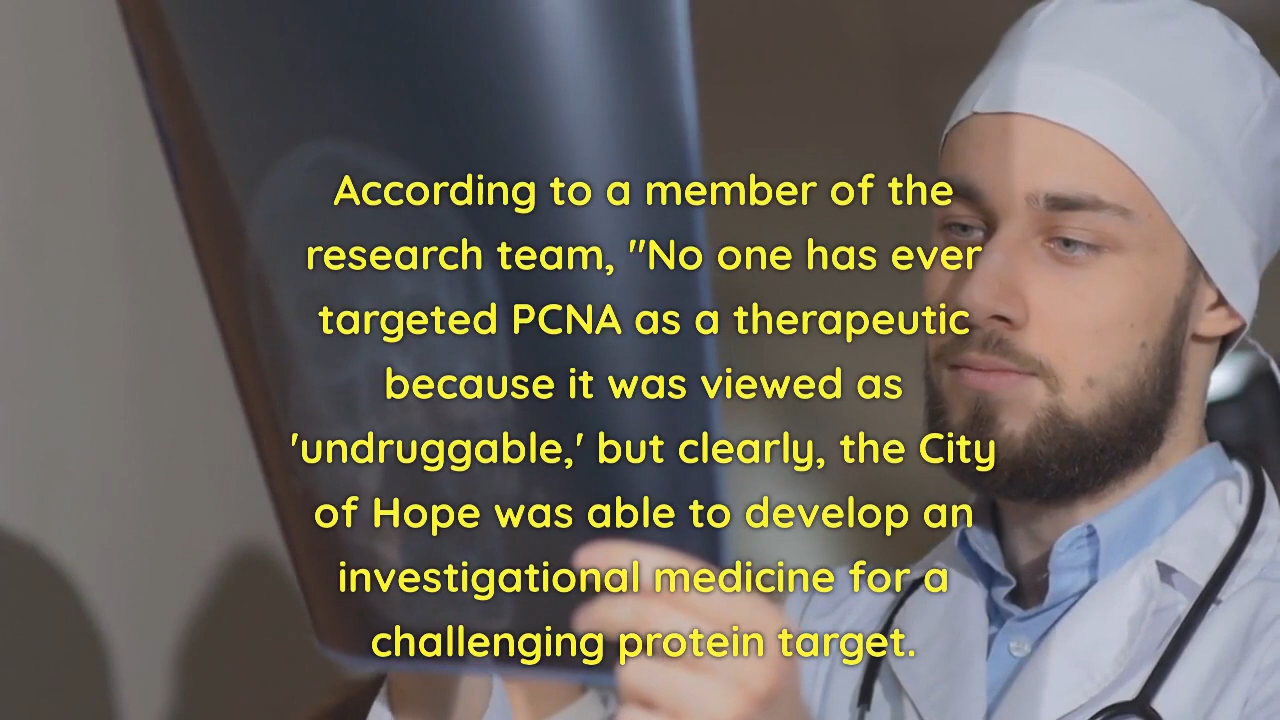 According to a member of the
research team, "No one has ever
targeted PCNA as a therapeutic
because it was viewed as
'undruggable,' but clearly, the City
of Hope was able to develop an
investigational medicine for a
challenging protein target.